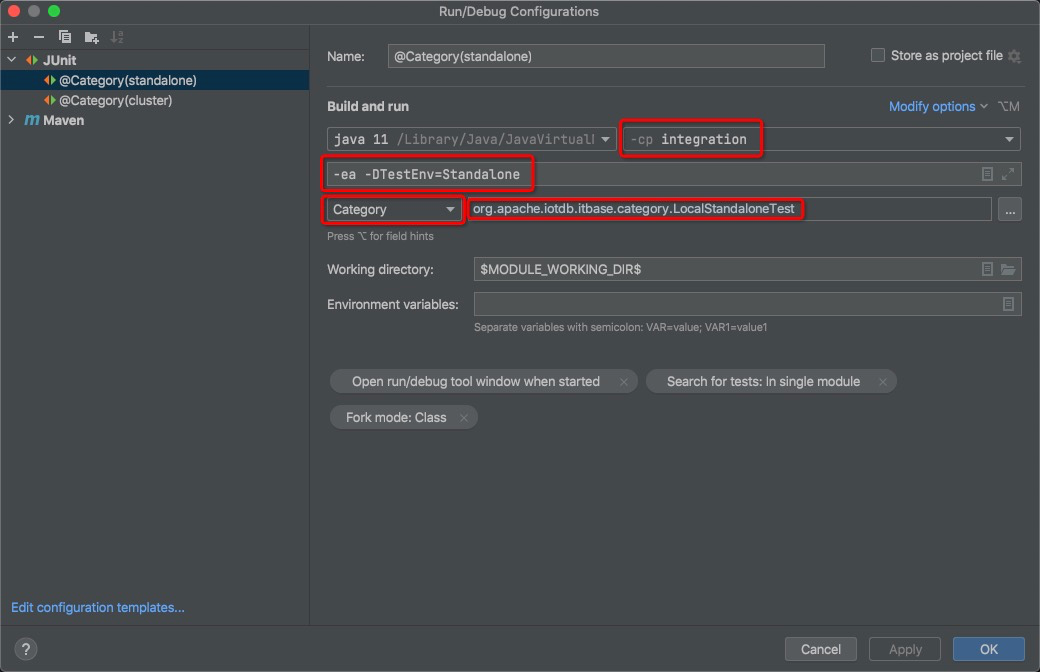 Run/Debug Configurations
JUnit
@Category(standalone)
@Category(cluster)
Maven
Edit configuration templates...
Name: @Category(standalone) Store as project file
Build and run Modify options ⌥M
java 11 /Library/Java/JavaVirtual -cp integration
-ea -DTestEnv=Standalone
Category org.apache.iotdb.itbase.category.LocalStandaloneTest ...
Press ⌥ for field hints
Working directory: $MODULE_WORKING_DIR$
Environment variables:
Separate variables with semicolon: VAR=value; VAR1=value1
Open run/debug tool window when started × Search for tests: In single module ×
Fork mode: Class ×
? Cancel Apply OK